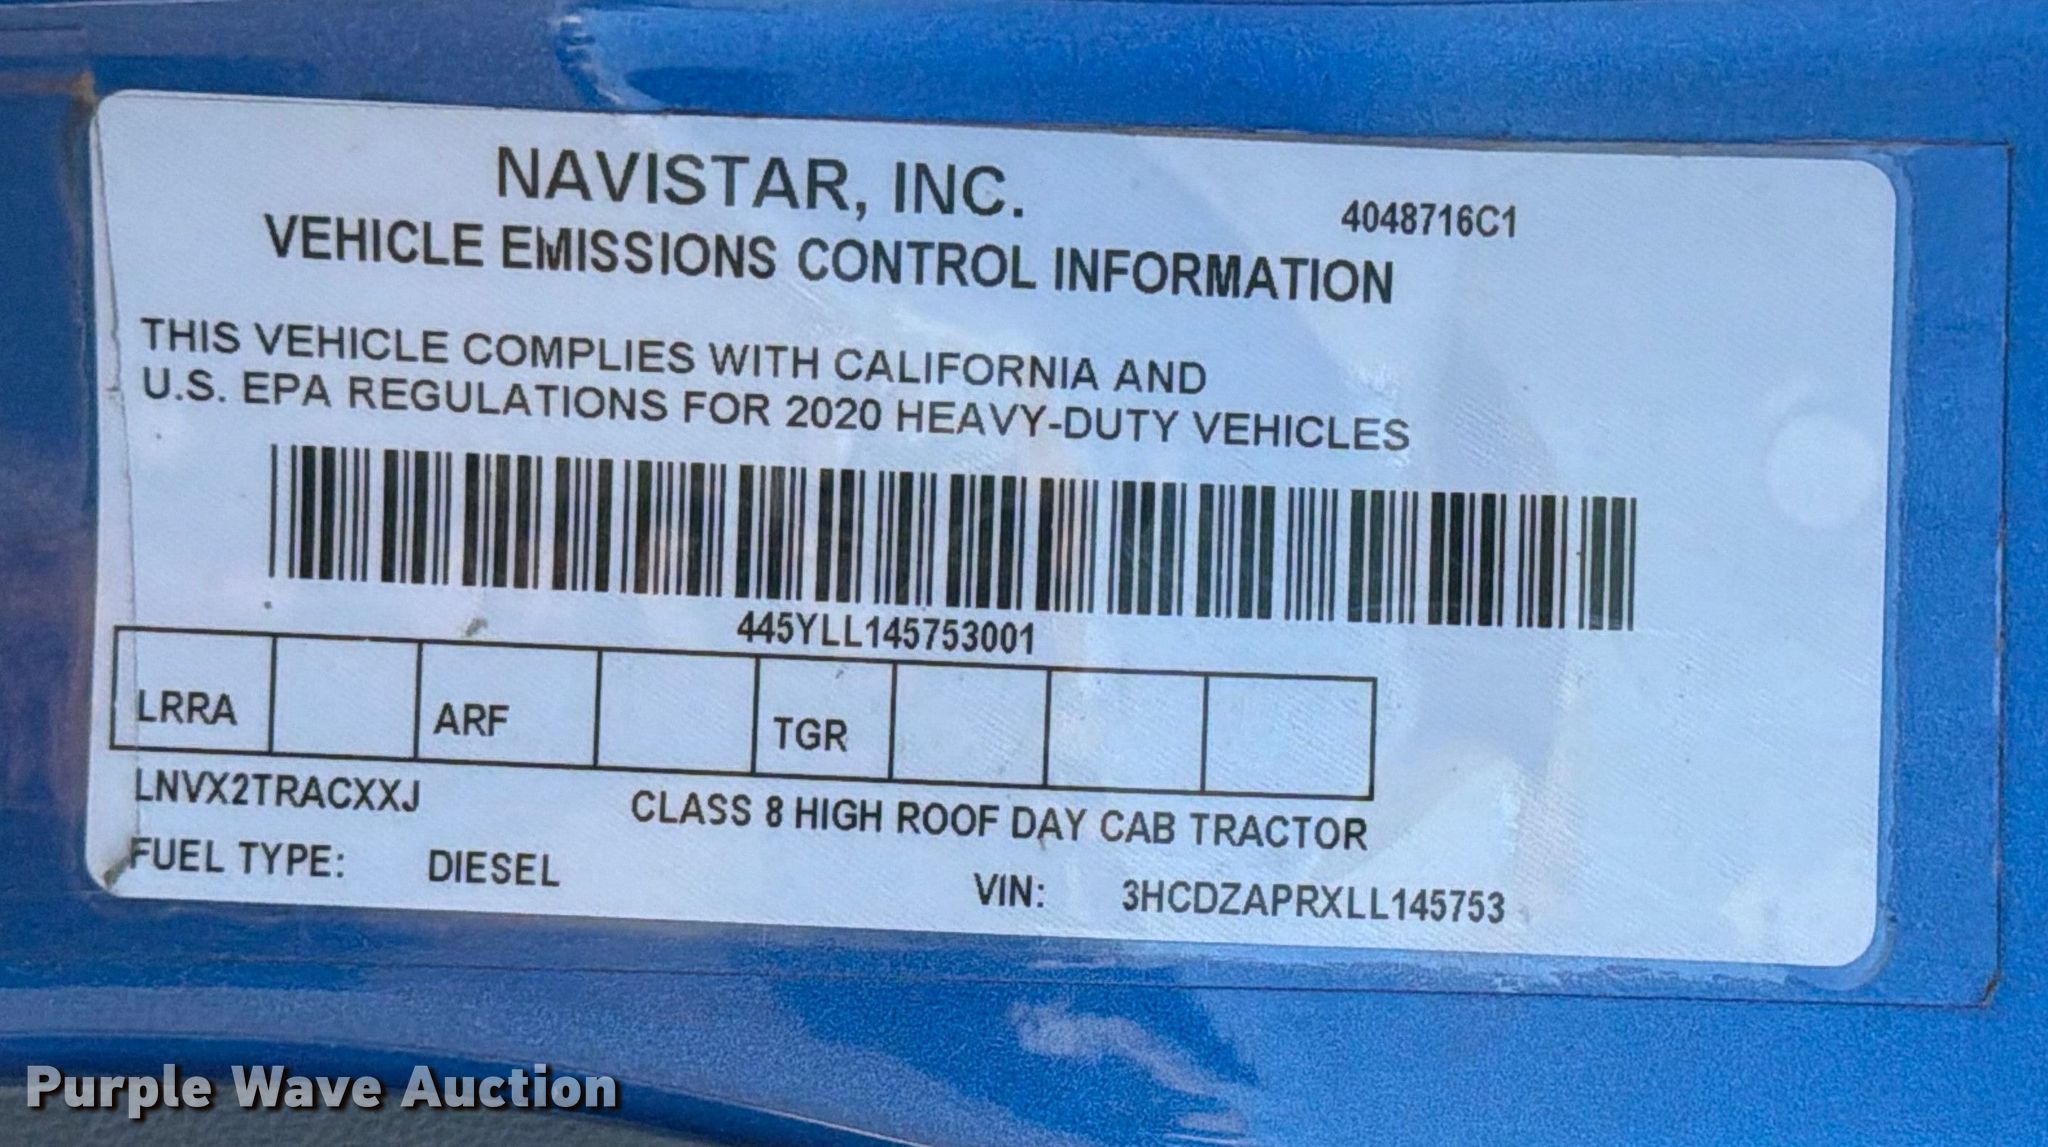 NAVISTAR, INC.
4048716C1
VEHICLE EMISSIONS CONTROL INFORMATION
THIS VEHICLE COMPLIES WITH CALIFORNIA AND
U.S. EPA REGULATIONS FOR 2020 HEAVY-DUTY VEHICLES
445YLL145753001
LRRA ARF TGR
LNVX2TRACXXJ CLASS 8 HIGH ROOF DAY CAB TRACTOR
FUEL TYPE: DIESEL VIN: 3HCDZAPRXLL145753
Purple Wave Auction